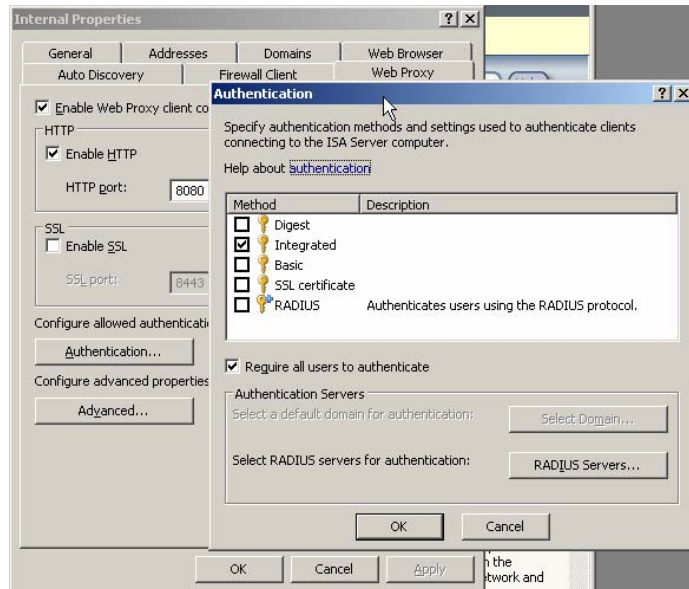 Internal Properties
General Addresses Domains Web Browser
Auto Discovery Firewall Client Web Proxy
Enable Web Proxy client co
HTTP
Enable HTTP
HTTP port: 8080
SSL
Enable SSL
SSL port: 8443
Configure allowed authenticati
Authentication...
Configure advanced properties
Advanced...
OK Cancel Apply
Authentication
Specify authentication methods and settings used to authenticate clients
connecting to the ISA Server computer.
Help about authentication
Method Description
Digest
Integrated
Basic
SSL certificate
RADIUS Authenticates users using the RADIUS protocol.
Require all users to authenticate
Authentication Servers
Select a default domain for authentication: Select Domain...
Select RADIUS servers for authentication: RADIUS Servers...
OK Cancel
the
twork and